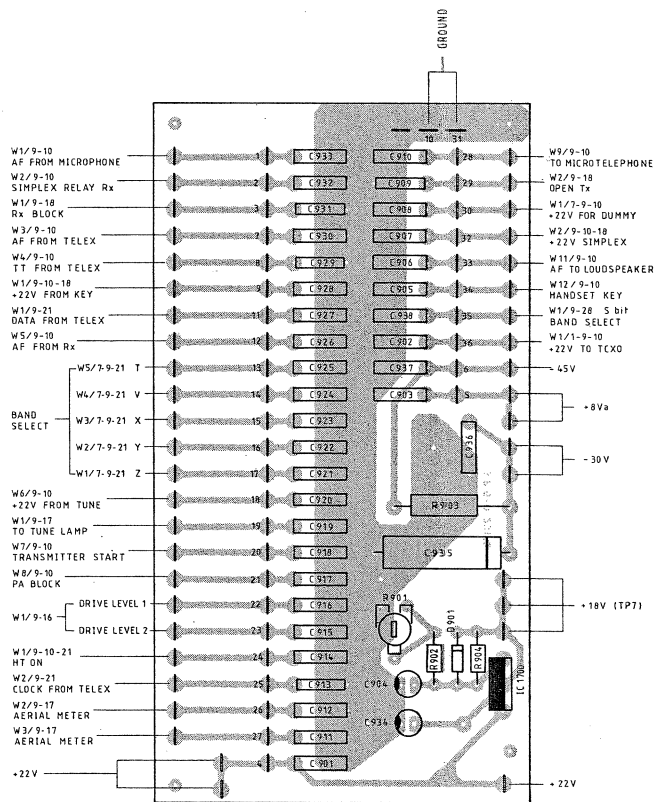 GROUND
10 31
W1/9-10
AF FROM MICROPHONE
1 C933
C910 28
W9/9-10
TO MICROTELEPHONE
W2/9-10
SIMPLEX RELAY Rx
2 C932
C909 29
W2/9-18
OPEN Tx
W1/9-18
Rx BLOCK
3 C931
C908 30
W1/7-9-10
+22V FOR DUMMY
W3/9-10
AF FROM TELEX
7 C930
C907 32
W2/9-10-18
+22V SIMPLEX
W4/9-10
TT FROM TELEX
8 C929
C906 33
W11/9-10
AF TO LOUDSPEAKER
W1/9-10-18
+22V FROM KEY
9 C928
C905 34
W12/9-10
HANDSET KEY
W1/9-21
DATA FROM TELEX
11 C927
C938 35
W1/9-28 5 bit
BAND SELECT
W5/9-10
AF FROM Rx
12 C926
C902 36
W1/1-9-10
+22V TO TCXO
W5/7-9-21 T
13 C925
C937 6
-45V
W4/7-9-21 V
14 C924
C903 5
+8Va
BAND
SELECT
W3/7-9-21 X
15 C923
C936
-30V
W2/7-9-21 Y
16 C922
W1/7-9-21 Z
17 C921
W6/9-10
+22V FROM TUNE
18 C920
R903
W1/9-17
TO TUNE LAMP
19 C919
W7/9-10
TRANSMITTER START
20 C918
C935
W8/9-10
PA BLOCK
21 C917
W1/9-16
DRIVE LEVEL 1
22 C916
R901
+18V (TP7)
DRIVE LEVEL 2
23 C915
D901
R902
R904
W1/9-10-21
HT ON
24 C914
IC 1700
W2/9-21
CLOCK FROM TELEX
25 C913
C904
W2/9-17
AERIAL METER
26 C912
C934
W3/9-17
AERIAL METER
27 C911
+22V
4 C901
+22V